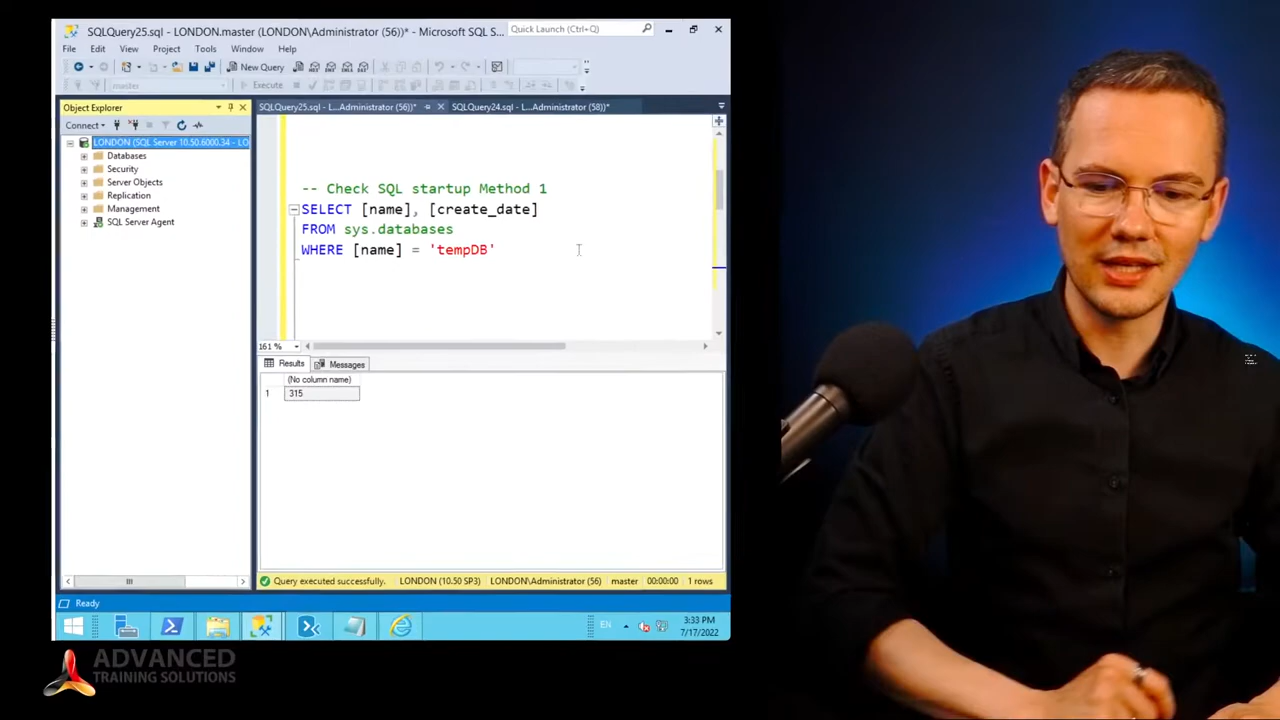 SQLQuery25.sql - LONDON.master (LONDON\Administrator (56))* - Microsoft SQL S...
Quick Launch (Ctrl+Q)
File Edit View Project Tools Window Help
New Query
master
Execute
Object Explorer
SQLQuery25.sql - L...Administrator (56))*
SQLQuery24.sql - L...Administrator (58))*
Connect
LONDON (SQL Server 10.50.6000.34 - LO
Databases
Security
Server Objects
Replication
Management
SQL Server Agent
-- Check SQL startup Method 1
SELECT [name], [create_date]
FROM sys.databases
WHERE [name] = 'tempDB'
161 %
Results Messages
(No column name)
1 315
Query executed successfully. LONDON (10.50 SP3) LONDON\Administrator (56) master 00:00:00 1 rows
Ready
EN
3:33 PM
7/17/2022
ADVANCED
TRAINING SOLUTIONS